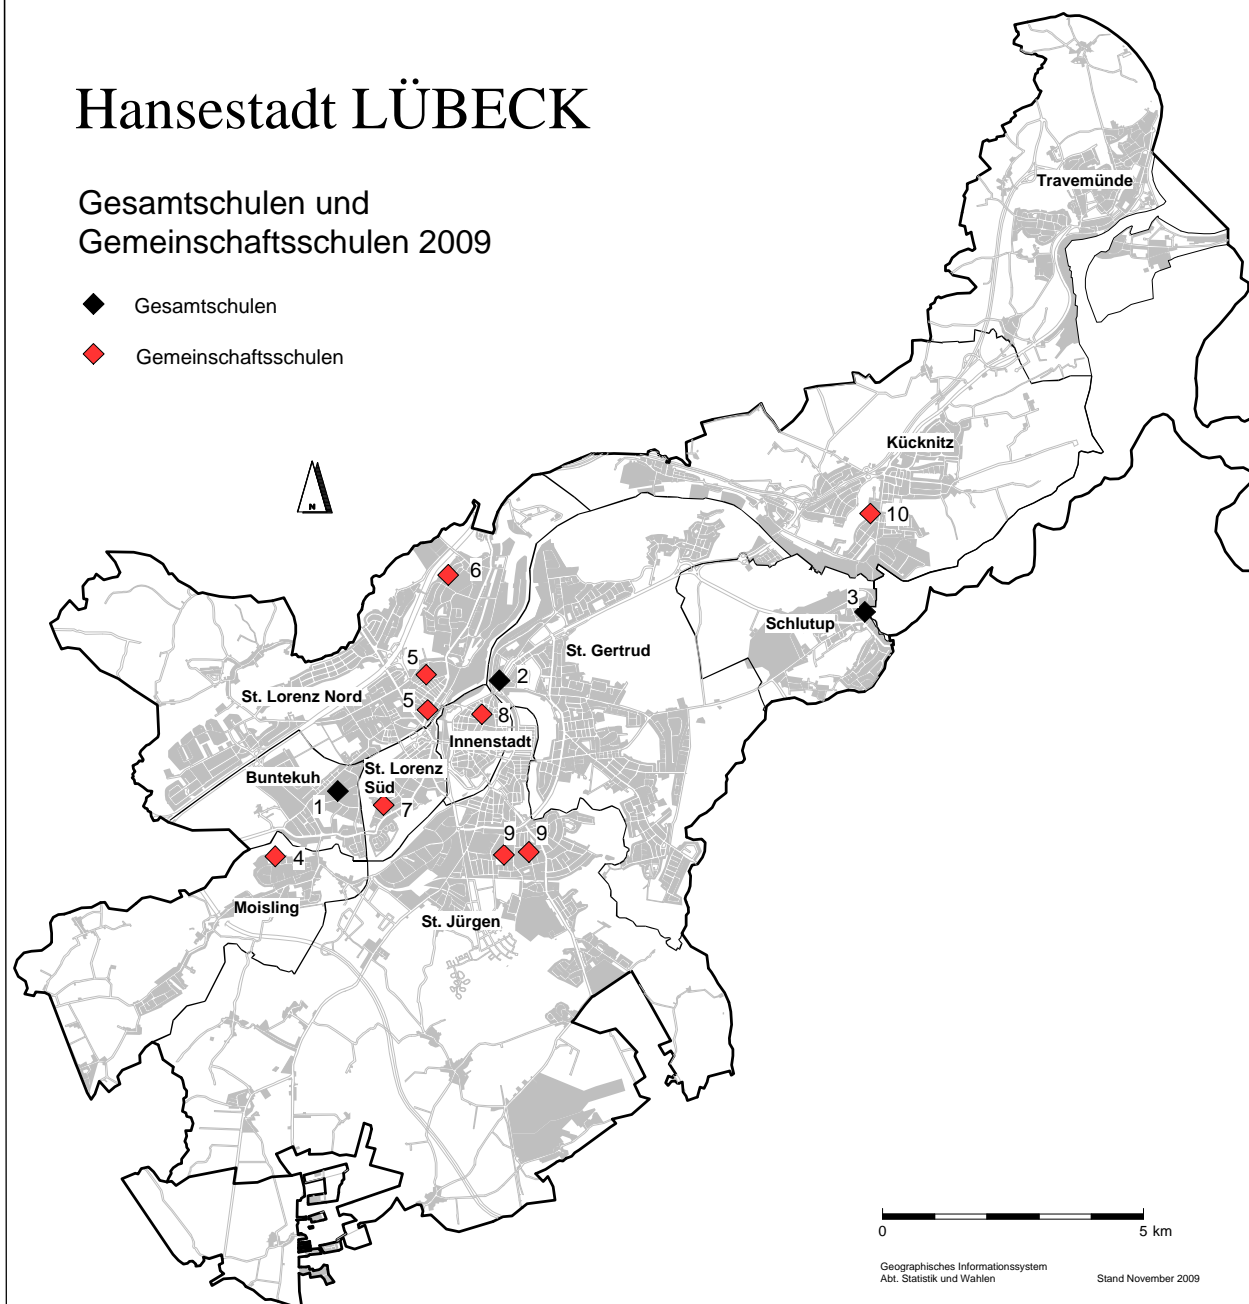 Hansestadt LÜBECK
Gesamtschulen und
Gemeinschaftsschulen 2009
Gesamtschulen
Gemeinschaftsschulen
N
Travemünde
Kücknitz
10
6
3
Schlutup
St. Gertrud
5
2
St. Lorenz Nord
5
8
Innenstadt
St. Lorenz
Süd
Buntekuh
1
7
9
9
4
Moisling
St. Jürgen
0
5 km
Geographisches Informationssystem
Abt. Statistik und Wahlen
Stand November 2009